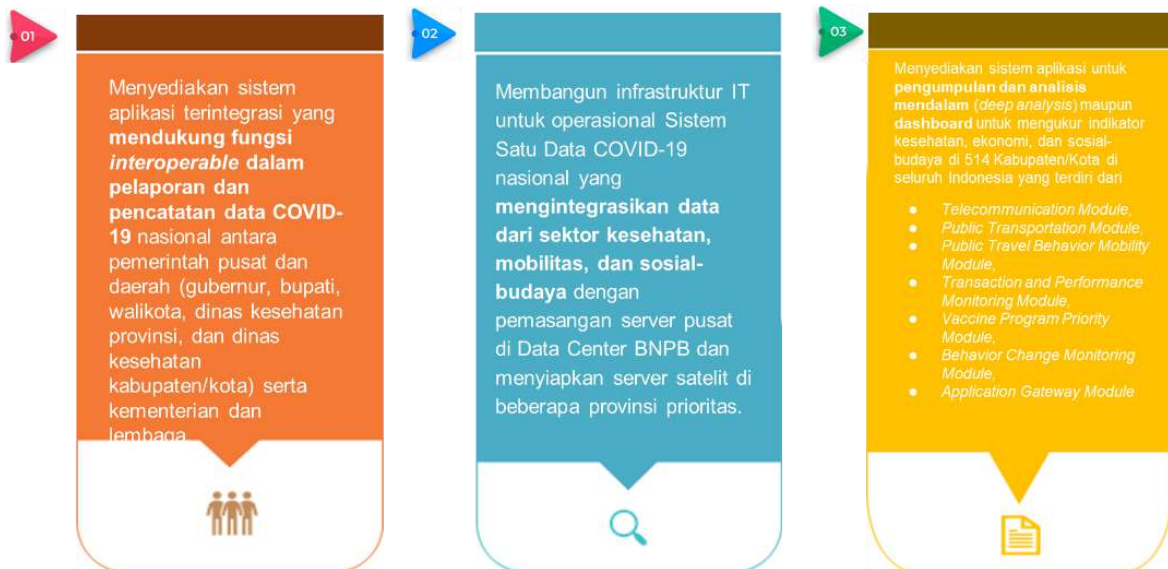 01
Menyediakan sistem
aplikasi terintegrasi yang
mendukung fungsi
interoperable dalam
pelaporan dan
pencatatan data COVID-
19 nasional antara
pemerintah pusat dan
daerah (gubernur, bupati,
walikota, dinas kesehatan
provinsi, dan dinas
kesehatan
kabupaten/kota) serta
kementerian dan
lembaga
02
Membangun infrastruktur IT
untuk operasional Sistem
Satu Data COVID-19
nasional yang
mengintegrasikan data
dari sektor kesehatan,
mobilitas, dan sosial-
budaya dengan
pemasangan server pusat
di Data Center BNPB dan
menyiapkan server satelit di
beberapa provinsi prioritas.
03
Menyediakan sistem aplikasi untuk
pengumpulan dan analisis
mendalam (deep analysis) maupun
dashboard untuk mengukur indikator
kesehatan, ekonomi, dan sosial-
budaya di 514 Kabupaten/Kota di
seluruh Indonesia yang terdiri dari
● Telecommunication Module,
● Public Transportation Module,
● Public Travel Behavior Mobility
Module,
● Transaction and Performance
Monitoring Module,
● Vaccine Program Priority
Module,
● Behavior Change Monitoring
Module,
● Application Gateway Module